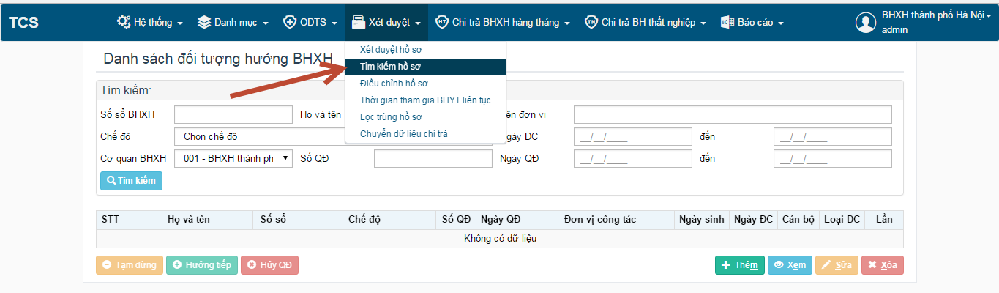 TCS Hệ thống Danh mục ODTS Xét duyệt Chi trả BHXH hàng tháng Chi trả BH thất nghiệp Báo cáo BHXH thành phố Hà Nội
admin
Xét duyệt hồ sơ
Tìm kiếm hồ sơ
Điều chỉnh hồ sơ
Thời gian tham gia BHYT liên tục
Lọc trùng hồ sơ
Chuyển dữ liệu chi trả
Danh sách đối tượng hưởng BHXH
Tìm kiếm:
Số sổ BHXH Họ và tên ên đơn vị
Chế độ Chọn chế độ gày ĐC __/__/____ đến __/__/____
Cơ quan BHXH 001 - BHXH thành ph Số QĐ Ngày QĐ __/__/____ đến __/__/____
Tìm kiếm
STT Họ và tên Số sổ Chế độ Số QĐ Ngày QĐ Đơn vị công tác Ngày sinh Ngày ĐC Cán bộ Loại DC Lần
Không có dữ liệu
Tạm dừng Hưởng tiếp Hủy QĐ Thêm Xem Sửa Xóa